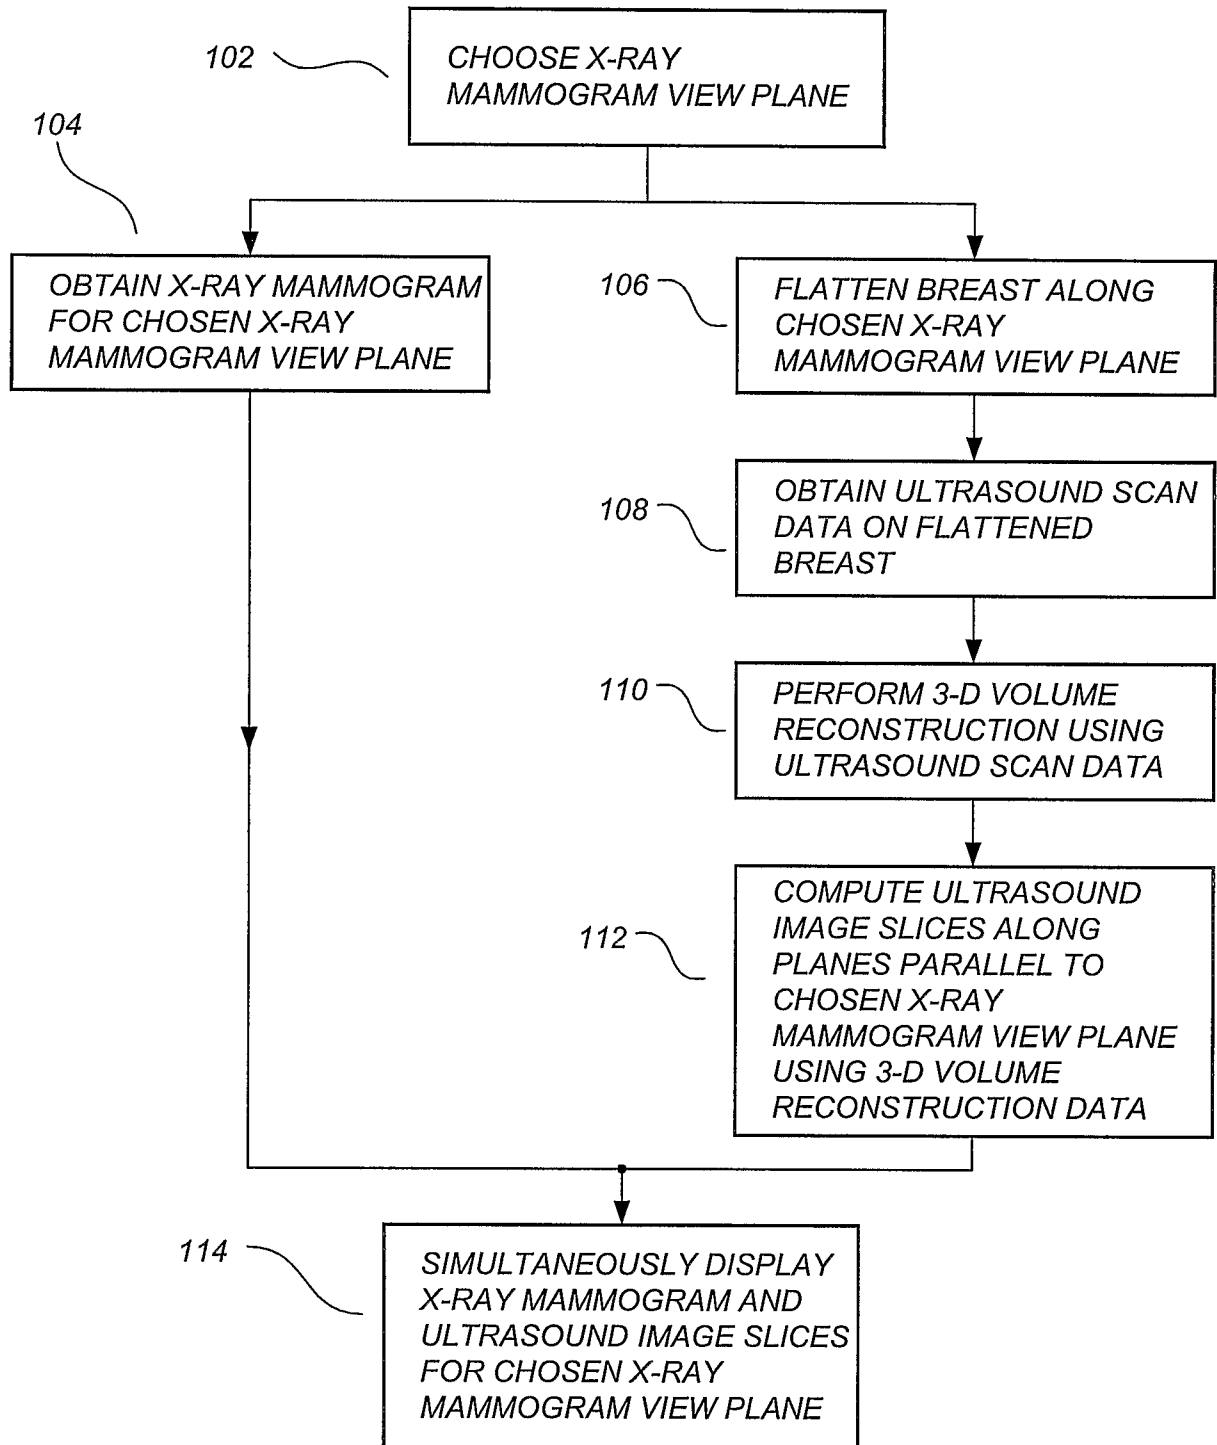 102
CHOOSE X-RAY
MAMMOGRAM VIEW PLANE
104
OBTAIN X-RAY MAMMOGRAM
FOR CHOSEN X-RAY
MAMMOGRAM VIEW PLANE
106
FLATTEN BREAST ALONG
CHOSEN X-RAY
MAMMOGRAM VIEW PLANE
108
OBTAIN ULTRASOUND SCAN
DATA ON FLATTENED
BREAST
110
PERFORM 3-D VOLUME
RECONSTRUCTION USING
ULTRASOUND SCAN DATA
112
COMPUTE ULTRASOUND
IMAGE SLICES ALONG
PLANES PARALLEL TO
CHOSEN X-RAY
MAMMOGRAM VIEW PLANE
USING 3-D VOLUME
RECONSTRUCTION DATA
114
SIMULTANEOUSLY DISPLAY
X-RAY MAMMOGRAM AND
ULTRASOUND IMAGE SLICES
FOR CHOSEN X-RAY
MAMMOGRAM VIEW PLANE